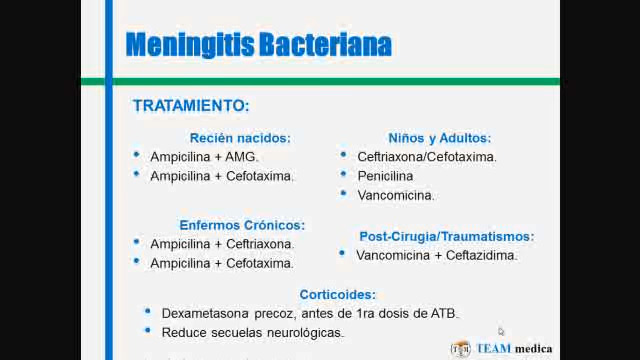 Meningitis Bacteriana
TRATAMIENTO:
Recién nacidos:
• Ampicilina + AMG.
• Ampicilina + Cefotaxima.
Niños y Adultos:
• Ceftriaxona/Cefotaxima.
• Penicilina
• Vancomicina.
Enfermos Crónicos:
• Ampicilina + Ceftriaxona.
• Ampicilina + Cefotaxima.
Post-Cirugia/Traumatismos:
• Vancomicina + Ceftazidima.
Corticoides:
• Dexametasona precoz, antes de 1ra dosis de ATB.
• Reduce secuelas neurológicas.
TEAM medica